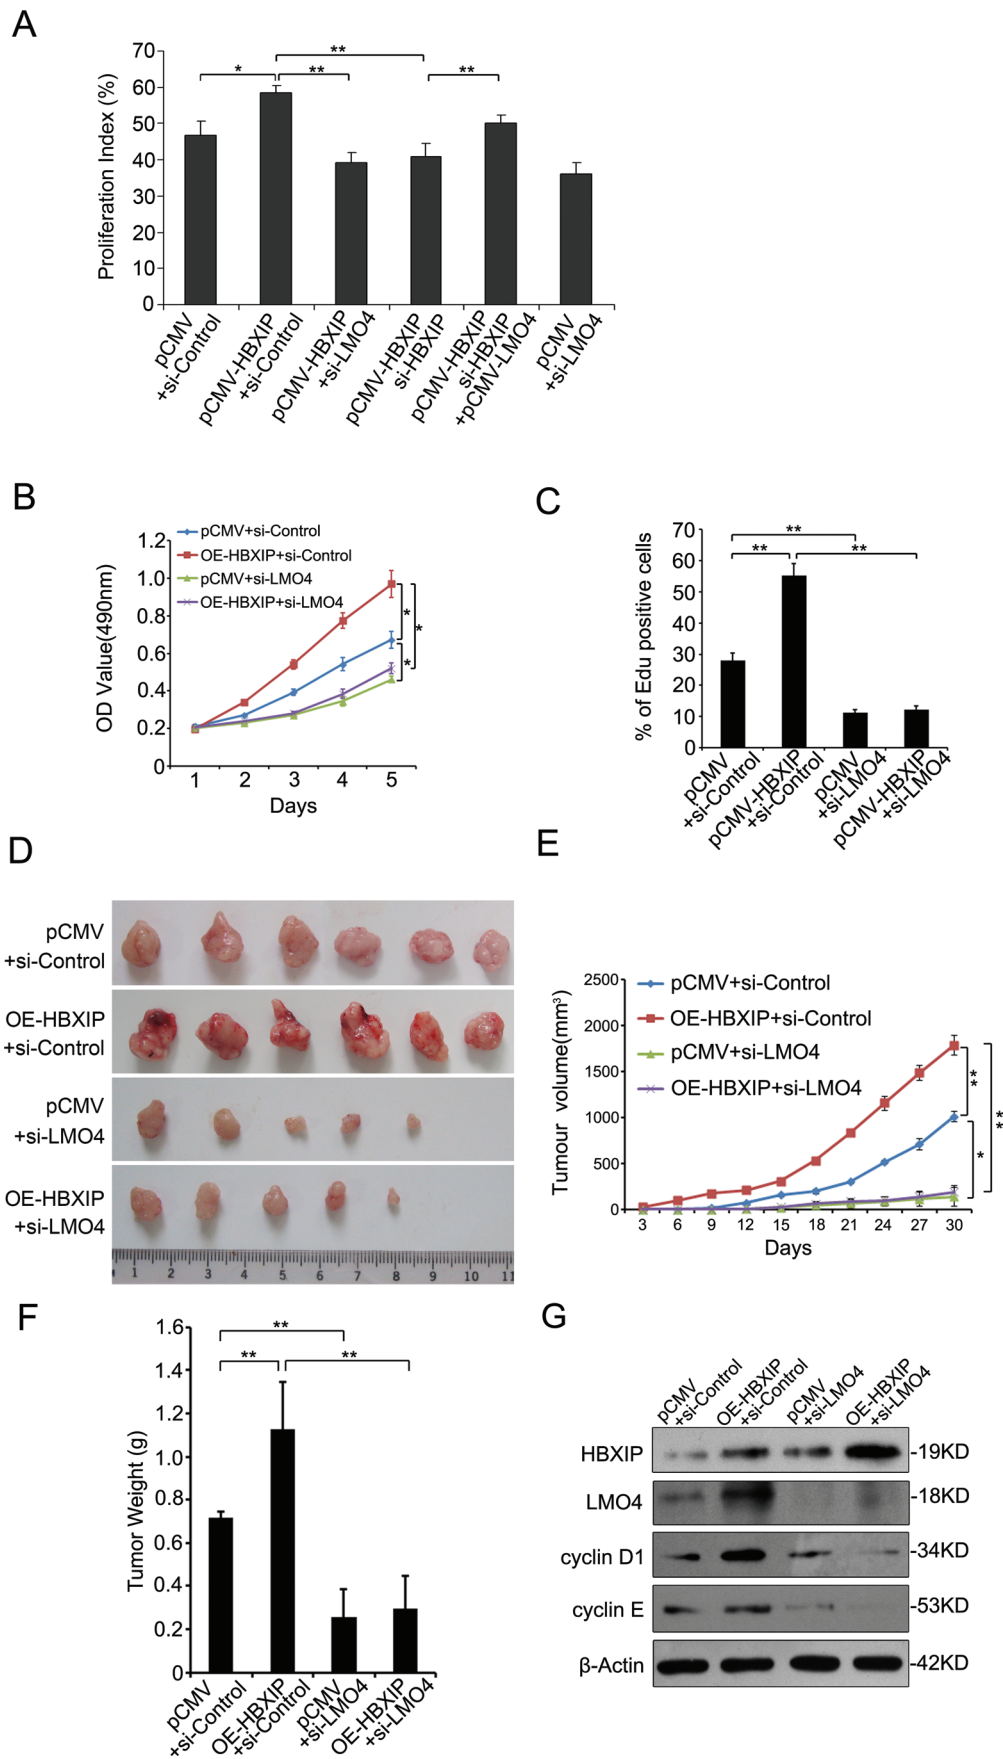 A
70
60
50
40
30
20
10
0
Proliferation Index (%)
*
**
**
**
pCMV
+si-Control
pCMV-HBXIP
+si-Control
pCMV-HBXIP
+si-LMO4
pCMV-HBXIP
si-HBXIP
pCMV-HBXIP
si-HBXIP
+pCMV-LMO4
pCMV
+si-LMO4
B
pCMV+si-Control
OE-HBXIP+si-Control
pCMV+si-LMO4
OE-HBXIP+si-LMO4
1.2
1.0
0.8
0.6
0.4
0.2
0
OD Value(490nm)
*
*
*
1 2 3 4 5
Days
C
70
60
50
40
30
20
10
0
% of Edu positive cells
**
**
**
pCMV
+si-Control
pCMV-HBXIP
+si-Control
pCMV
+si-LMO4
pCMV-HBXIP
+si-LMO4
D
pCMV
+si-Control
OE-HBXIP
+si-Control
pCMV
+si-LMO4
OE-HBXIP
+si-LMO4
1 2 3 4 5 6 7 8 9 10 11
E
2500
2000
1500
1000
500
0
Tumour volume(mm³)
pCMV+si-Control
OE-HBXIP+si-Control
pCMV+si-LMO4
OE-HBXIP+si-LMO4
**
**
*
3 6 9 12 15 18 21 24 27 30
Days
F
1.6
1.4
1.2
1.0
0.8
0.6
0.4
0.2
0
Tumor Weight (g)
**
**
**
pCMV
+si-Control
OE-HBXIP
+si-Control
pCMV
+si-LMO4
OE-HBXIP
+si-LMO4
G
pCMV
+si-Control
OE-HBXIP
+si-Control
pCMV
+si-LMO4
OE-HBXIP
+si-LMO4
HBXIP -19KD
LMO4 -18KD
cyclin D1 -34KD
cyclin E -53KD
β-Actin -42KD